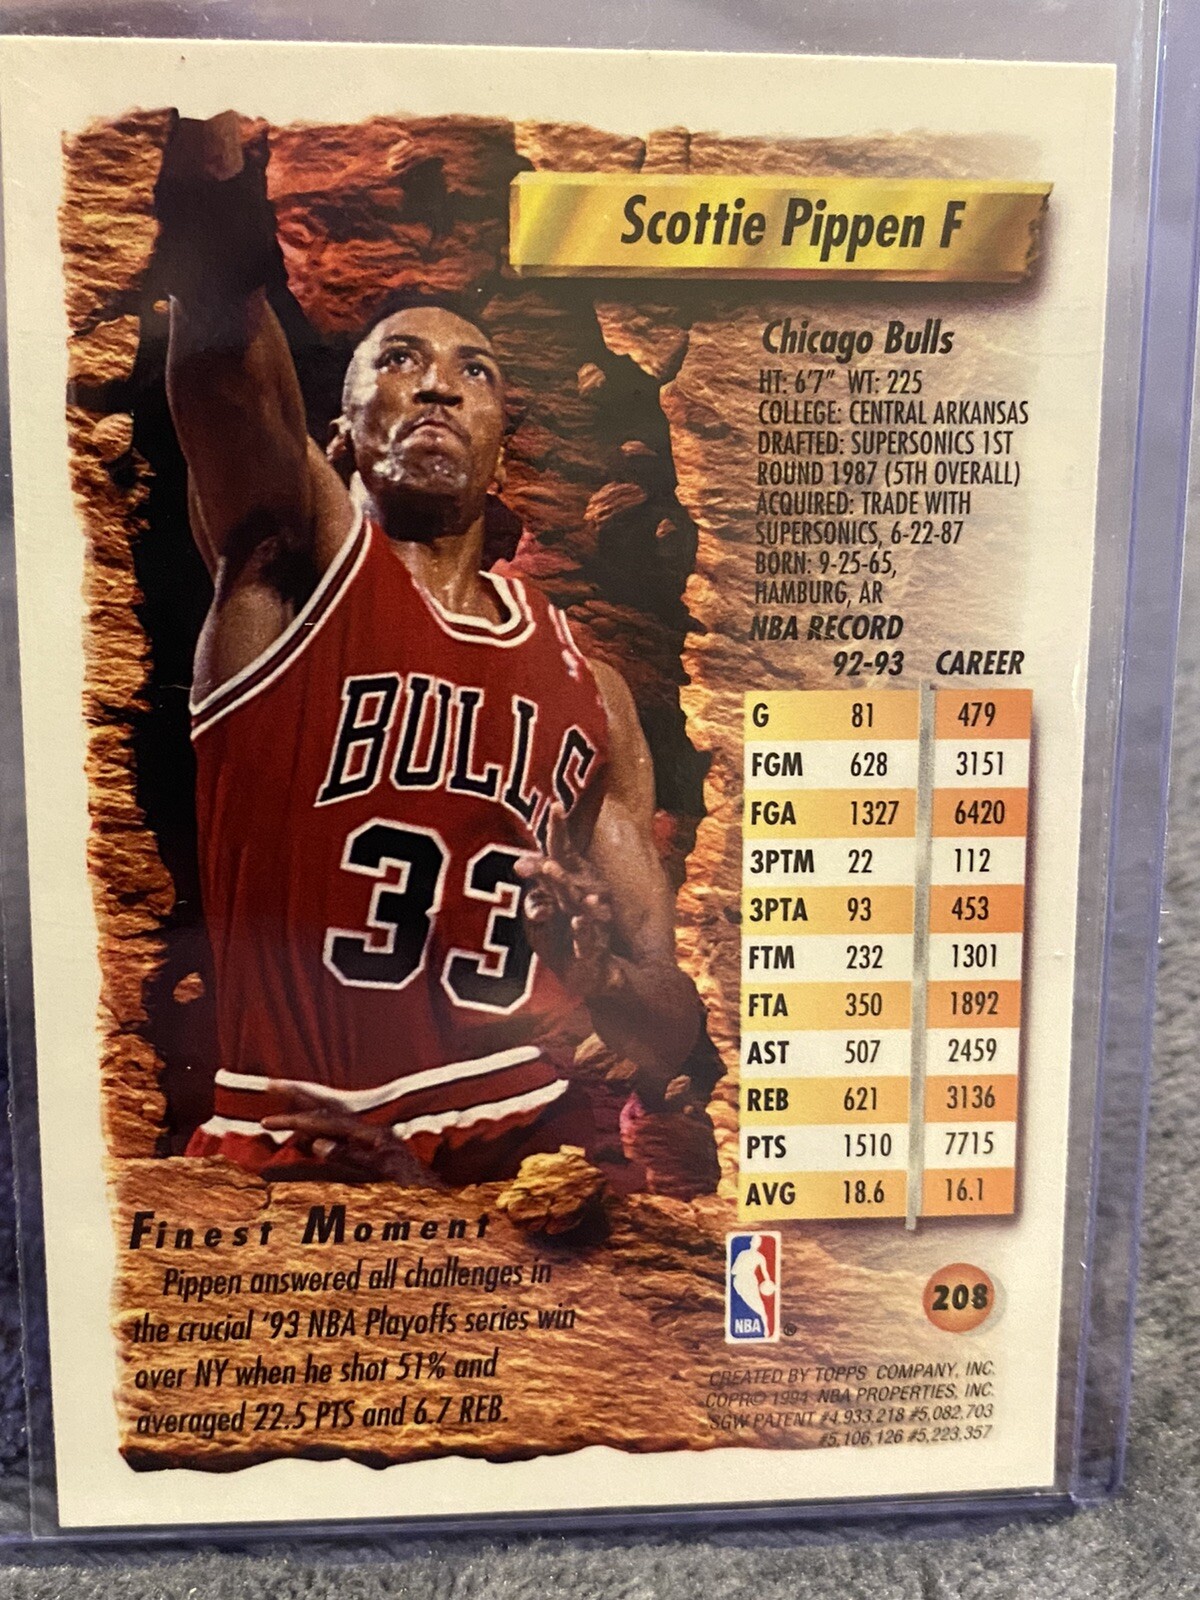 Scottie Pippen F
Chicago Bulls
HT: 6'7" WT: 225
COLLEGE: CENTRAL ARKANSAS
DRAFTED: SUPERSONICS 1ST
ROUND 1987 (5TH OVERALL)
ACQUIRED: TRADE WITH
SUPERSONICS, 6-22-87
BORN: 9-25-65,
HAMBURG, AR
NBA RECORD
92-93 CAREER
G 81 479
FGM 628 3151
FGA 1327 6420
3PTM 22 112
3PTA 93 453
FTM 232 1301
FTA 350 1892
AST 507 2459
REB 621 3136
PTS 1510 7715
AVG 18.6 16.1
BULLS
33
Finest Moment
Pippen answered all challenges in
the crucial '93 NBA Playoffs series win
over NY when he shot 51% and
averaged 22.5 PTS and 6.7 REB.
NBA ®
208
CREATED BY TOPPS COMPANY, INC.
COPR© 1994 NBA PROPERTIES, INC.
SGW PATENT #4,933,218 #5,082,703
#5,106,126 #5,223,357